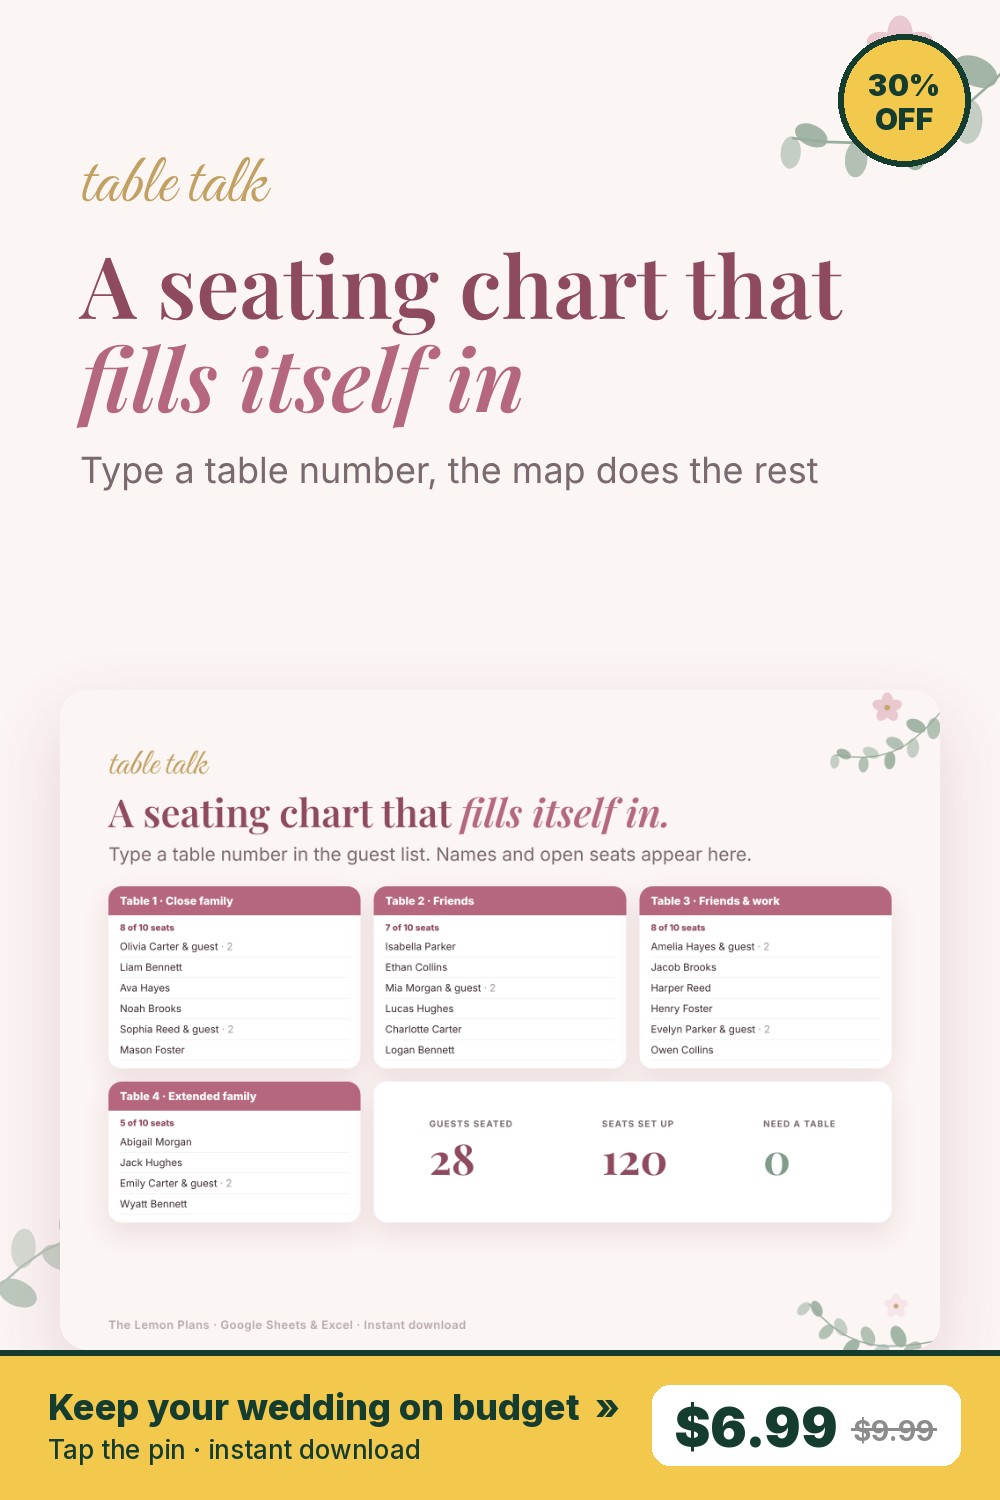 30%
OFF
table talk
A seating chart that
fills itself in
Type a table number, the map does the rest
table talk
A seating chart that fills itself in.
Type a table number in the guest list. Names and open seats appear here.
Table 1 · Close family
8 of 10 seats
Olivia Carter & guest · 2
Liam Bennett
Ava Hayes
Noah Brooks
Sophia Reed & guest · 2
Mason Foster
Table 2 · Friends
7 of 10 seats
Isabella Parker
Ethan Collins
Mia Morgan & guest · 2
Lucas Hughes
Charlotte Carter
Logan Bennett
Table 3 · Friends & work
8 of 10 seats
Amelia Hayes & guest · 2
Jacob Brooks
Harper Reed
Henry Foster
Evelyn Parker & guest · 2
Owen Collins
Table 4 · Extended family
5 of 10 seats
Abigail Morgan
Jack Hughes
Emily Carter & guest · 2
Wyatt Bennett
GUESTS SEATED
28
SEATS SET UP
120
NEED A TABLE
0
The Lemon Plans · Google Sheets & Excel · Instant download
Keep your wedding on budget »
Tap the pin · instant download
$6.99 $9.99